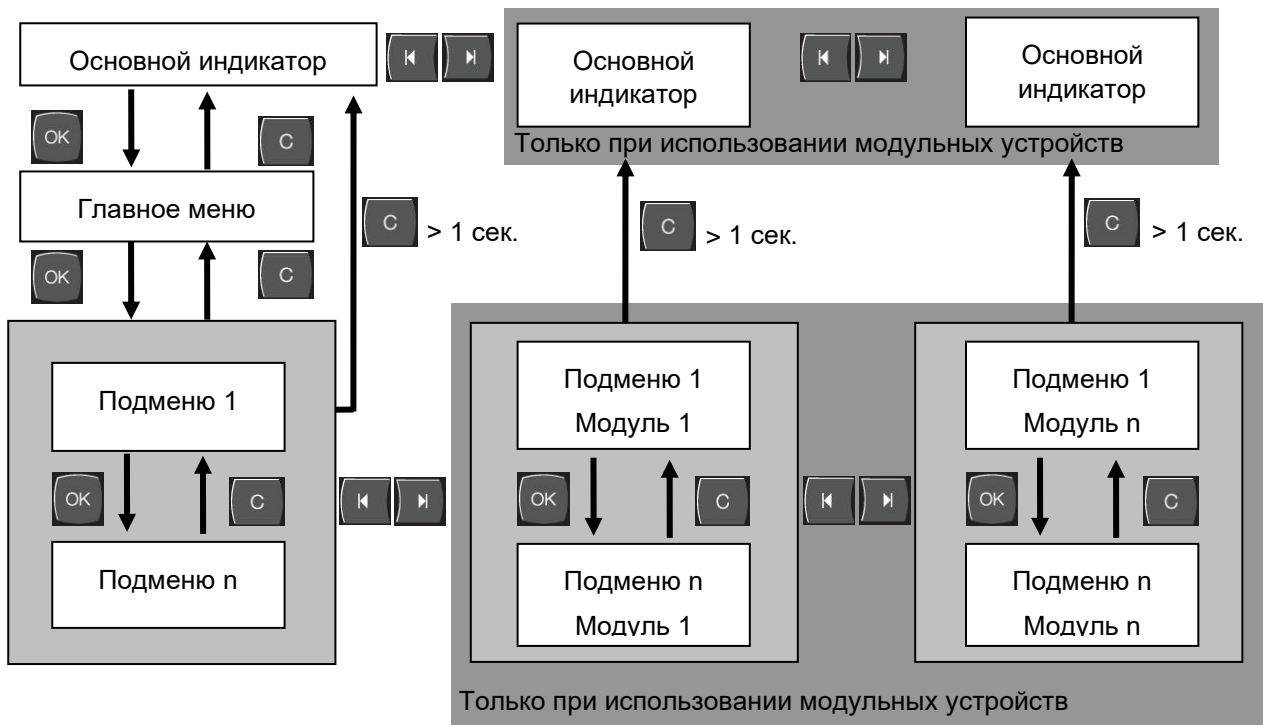 Основной индикатор
Основной
индикатор
Основной
индикатор
Только при использовании модульных устройств
OK
C
Главное меню
C
> 1 сек.
C
> 1 сек.
C
> 1 сек.
OK
C
Подменю 1
Подменю 1
Модуль 1
Подменю 1
Модуль n
OK
C
OK
C
OK
C
Подменю n
Подменю n
Модуль 1
Подменю n
Модуль n
Только при использовании модульных устройств